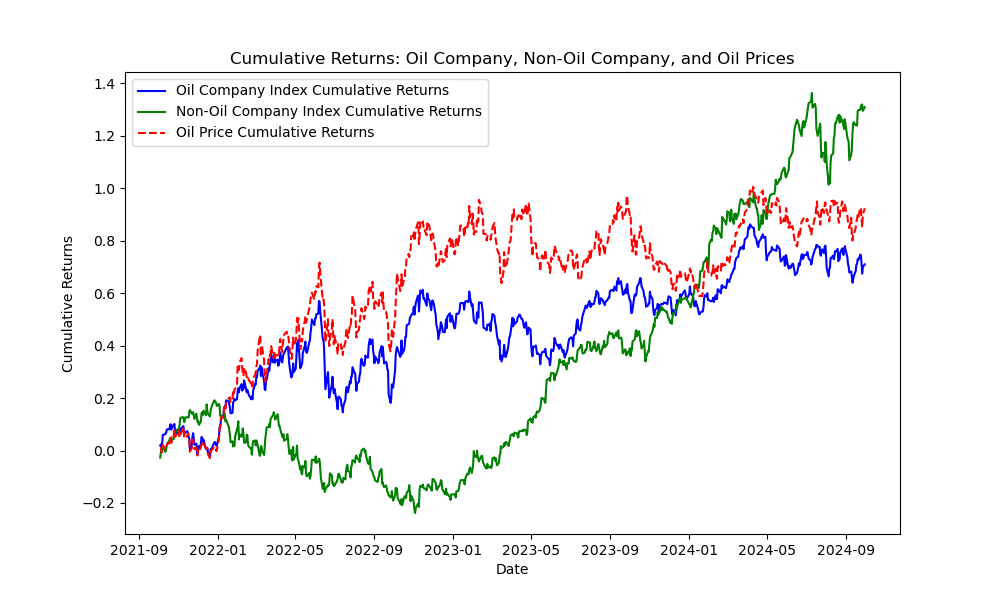 Cumulative Returns: Oil Company, Non-Oil Company, and Oil Prices
Oil Company Index Cumulative Returns
Non-Oil Company Index Cumulative Returns
Oil Price Cumulative Returns
Cumulative Returns
1.4
1.2
1.0
0.8
0.6
0.4
0.2
0.0
−0.2
2021-09 2022-01 2022-05 2022-09 2023-01 2023-05 2023-09 2024-01 2024-05 2024-09
Date